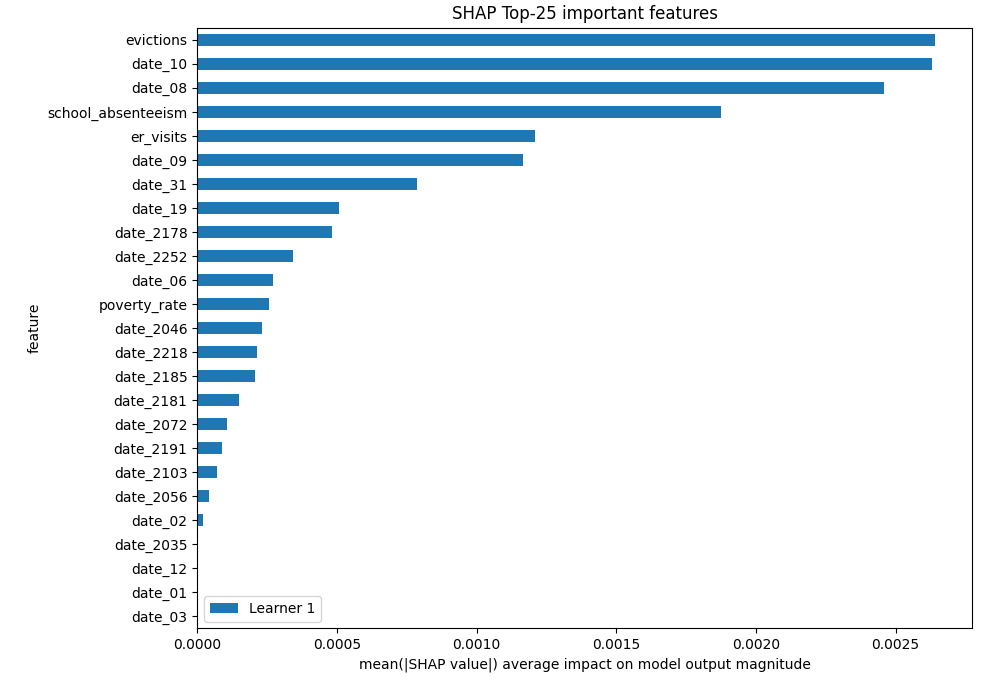 SHAP Top-25 important features
evictions
date_10
date_08
school_absenteeism
er_visits
date_09
date_31
date_19
date_2178
date_2252
date_06
poverty_rate
date_2046
date_2218
date_2185
date_2181
date_2072
date_2191
date_2103
date_2056
date_02
date_2035
date_12
date_01
date_03
feature
Learner 1
0.0000 0.0005 0.0010 0.0015 0.0020 0.0025
mean(|SHAP value|) average impact on model output magnitude